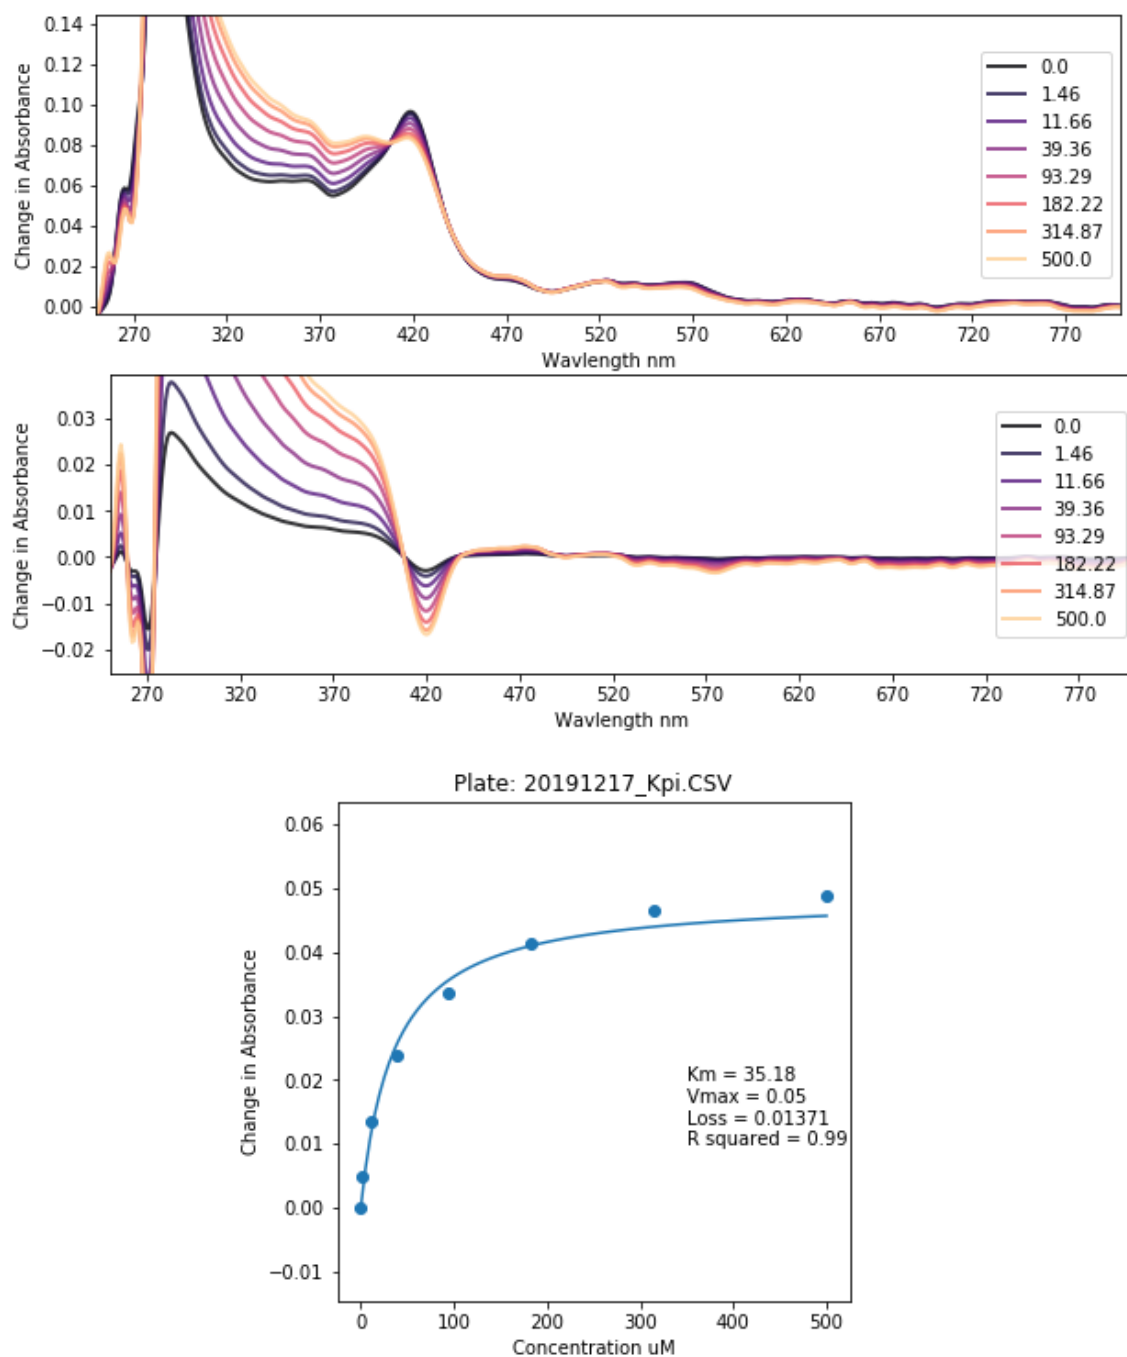 Change in Absorbance
0.14
0.12
0.10
0.08
0.06
0.04
0.02
0.00
0.0
1.46
11.66
39.36
93.29
182.22
314.87
500.0
270 320 370 420 470 520 570 620 670 720 770
Wavlength nm
Change in Absorbance
0.03
0.02
0.01
0.00
−0.01
−0.02
0.0
1.46
11.66
39.36
93.29
182.22
314.87
500.0
270 320 370 420 470 520 570 620 670 720 770
Wavlength nm
Plate: 20191217_Kpi.CSV
Change in Absorbance
0.06
0.05
0.04
0.03
0.02
0.01
0.00
−0.01
Km = 35.18
Vmax = 0.05
Loss = 0.01371
R squared = 0.99
0 100 200 300 400 500
Concentration uM